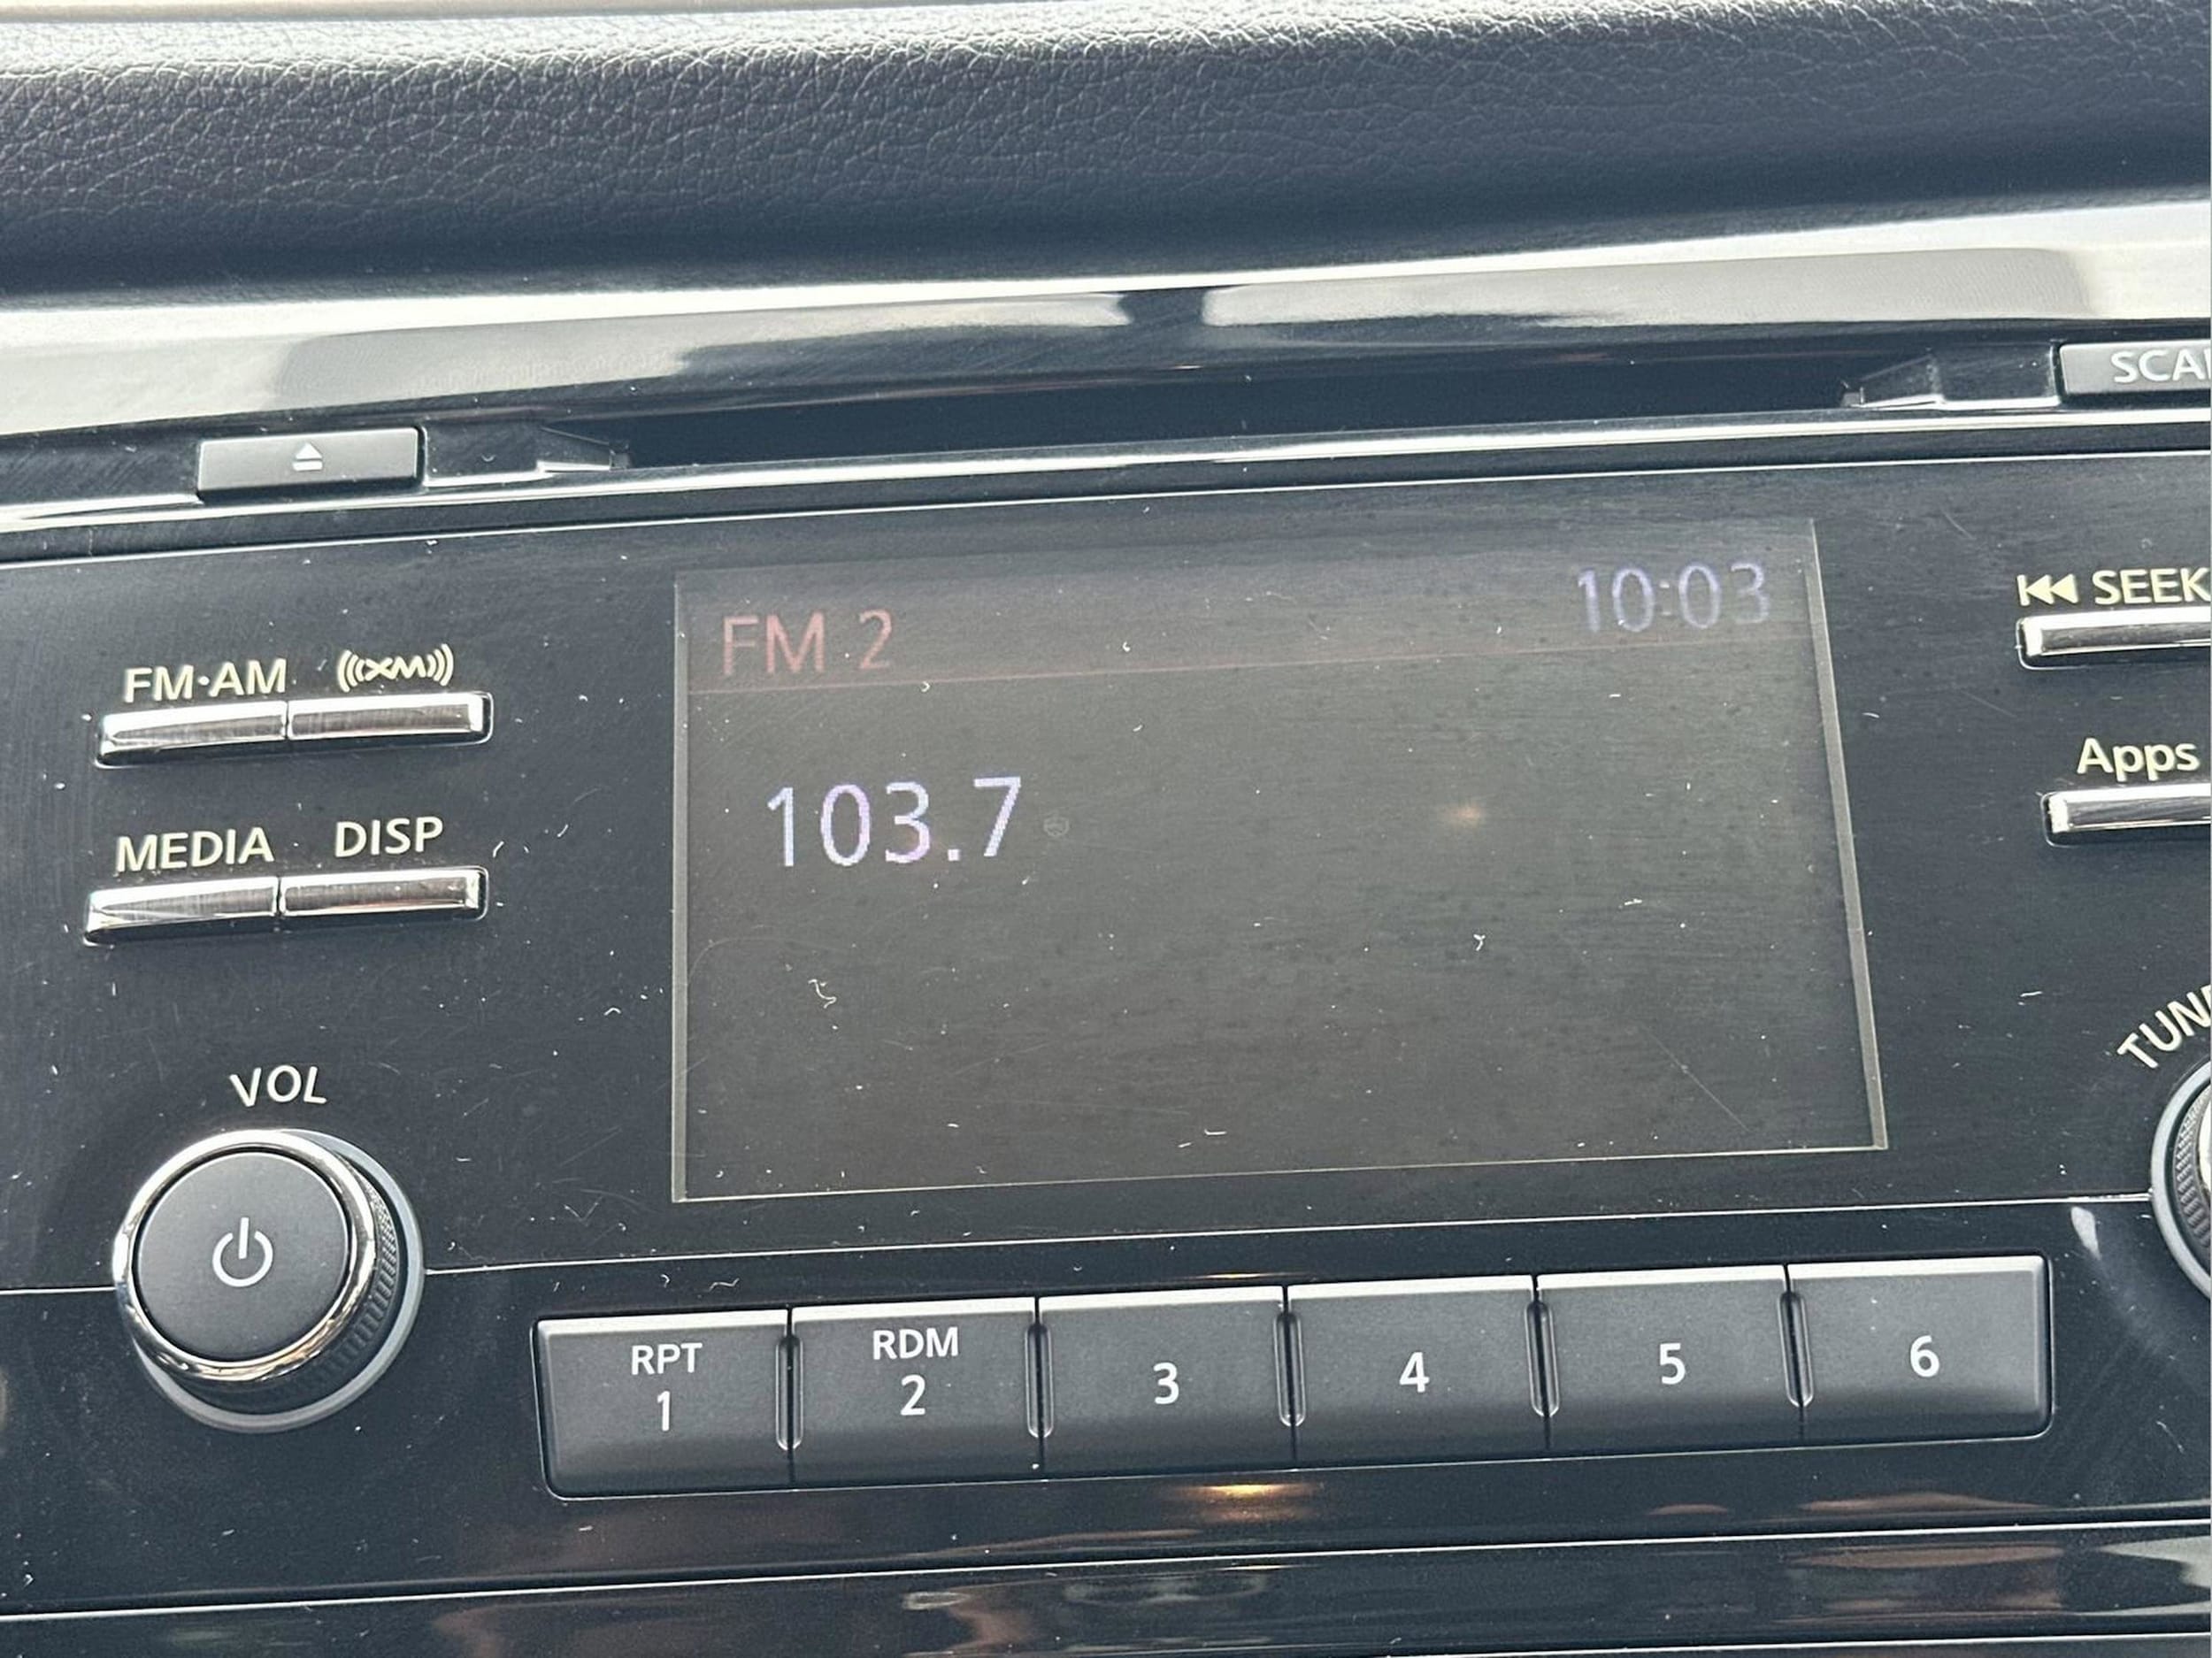 SCA
FM 2 10:03
SEEK
FM·AM XM
Apps
103.7
MEDIA DISP
TUN
VOL
RPT RDM
1 2 3 4 5 6